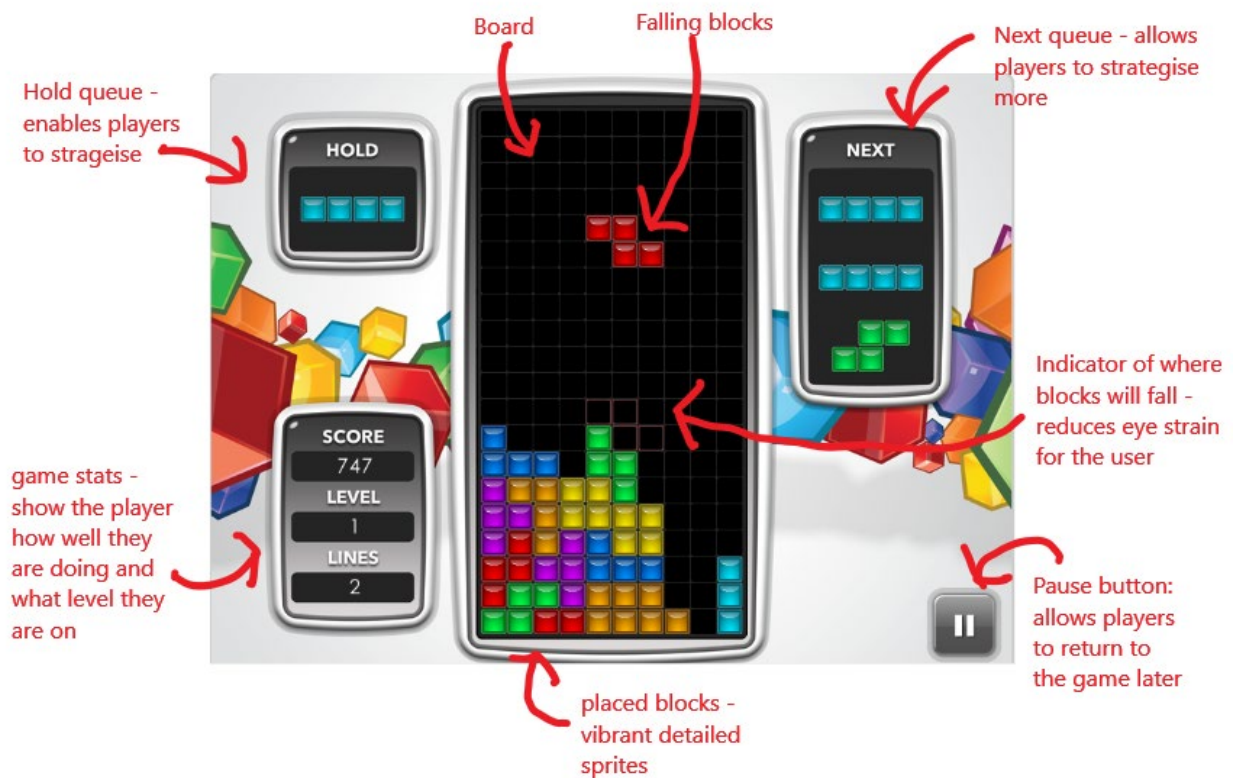 Board
Falling blocks
Next queue - allows
players to strategise
more
Hold queue -
enables players
to strageise
HOLD
NEXT
Indicator of where
blocks will fall -
reduces eye strain
for the user
SCORE
747
LEVEL
1
LINES
2
game stats -
show the player
how well they
are doing and
what level they
are on
Pause button:
allows players
to return to
the game later
placed blocks -
vibrant detailed
sprites